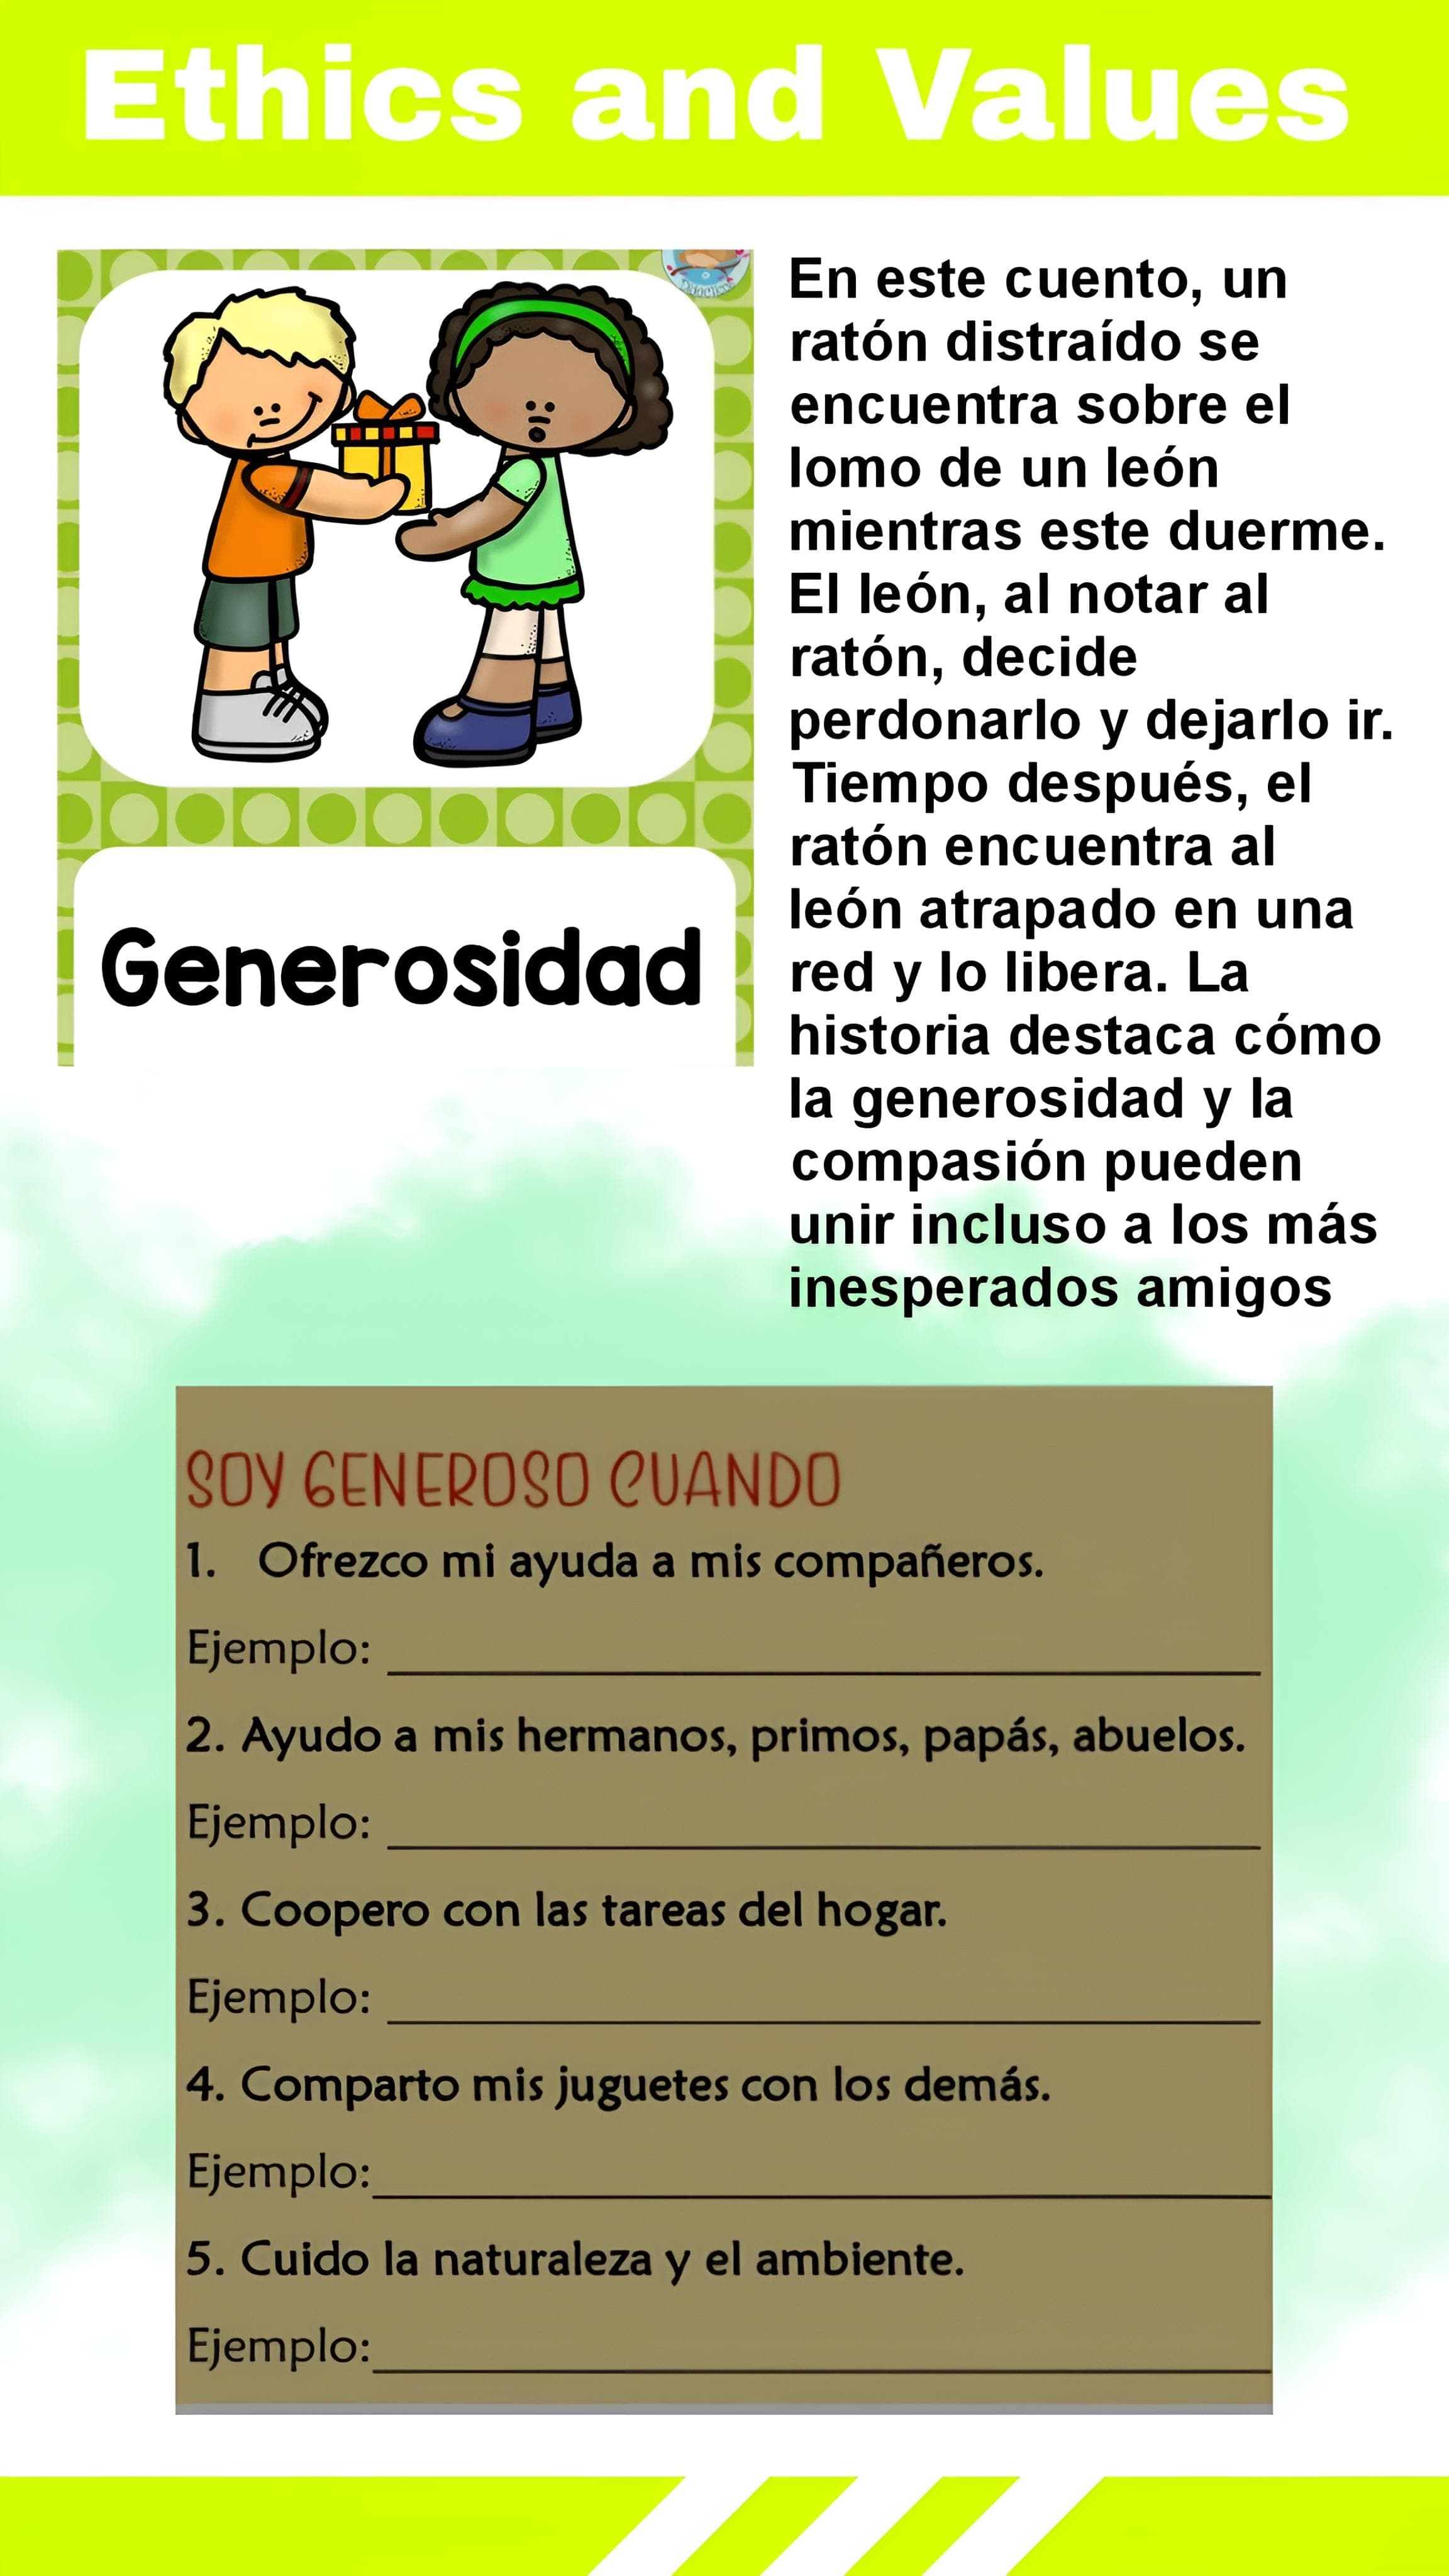 Ethics and Values
En este cuento, un
ratón distraído se
encuentra sobre el
lomo de un león
mientras este duerme.
El león, al notar al
ratón, decide
perdonarlo y dejarlo ir.
Tiempo después, el
ratón encuentra al
león atrapado en una
red y lo libera. La
historia destaca cómo
la generosidad y la
compasión pueden
unir incluso a los más
inesperados amigos
Generosidad
SOY GENEROSO CUANDO
1. Ofrezco mi ayuda a mis compañeros.
Ejemplo:
2. Ayudo a mis hermanos, primos, papás, abuelos.
Ejemplo:
3. Coopero con las tareas del hogar.
Ejemplo:
4. Comparto mis juguetes con los demás.
Ejemplo:
5. Cuido la naturaleza y el ambiente.
Ejemplo: